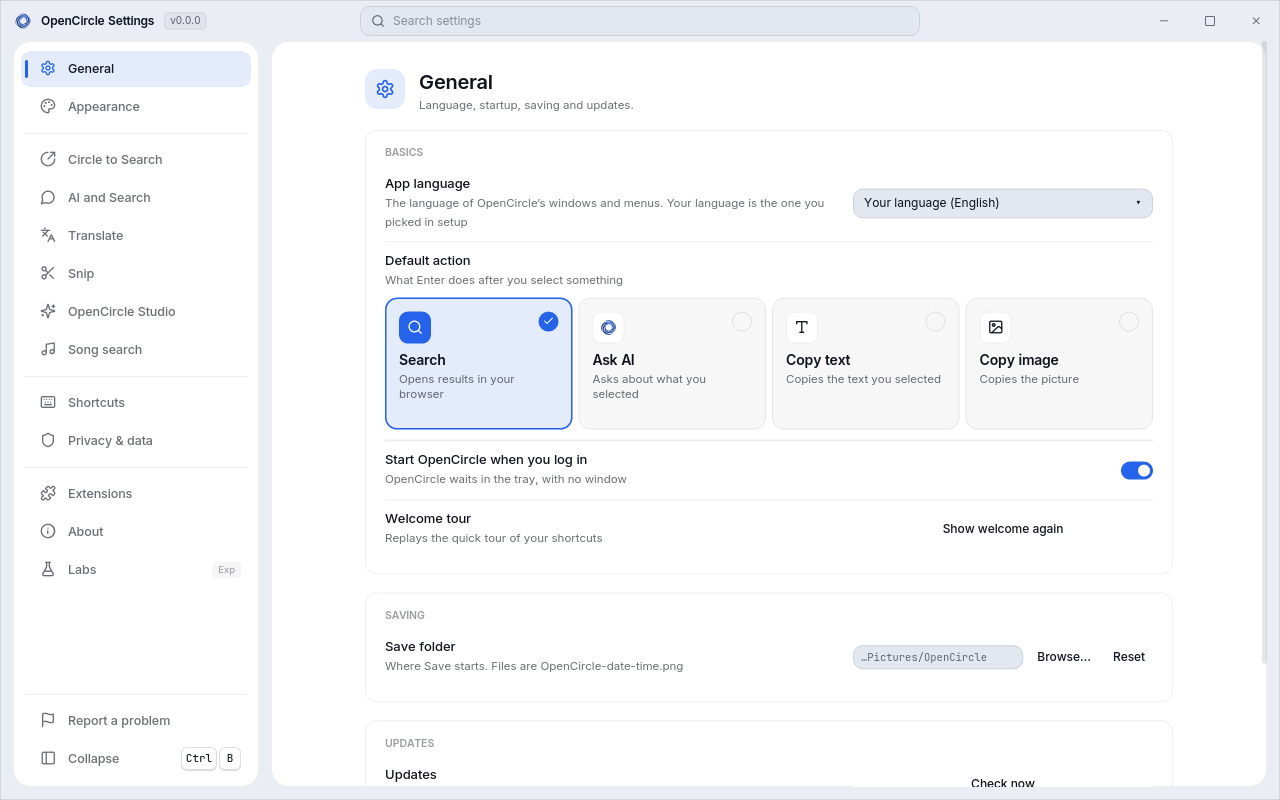 OpenCircle Settings
v0.0.0
Search settings
General
Appearance
Circle to Search
AI and Search
Translate
Snip
OpenCircle Studio
Song search
Shortcuts
Privacy & data
Extensions
About
Labs
Exp
Report a problem
Collapse
Ctrl B
General
Language, startup, saving and updates.
BASICS
App language
The language of OpenCircle's windows and menus. Your language is the one you
picked in setup
Your language (English)
Default action
What Enter does after you select something
Search
Opens results in your
browser
Ask AI
Asks about what you
selected
Copy text
Copies the text you selected
Copy image
Copies the picture
Start OpenCircle when you log in
OpenCircle waits in the tray, with no window
Welcome tour
Replays the quick tour of your shortcuts
Show welcome again
SAVING
Save folder
Where Save starts. Files are OpenCircle-date-time.png
…Pictures/OpenCircle
Browse...
Reset
UPDATES
Updates
Check now